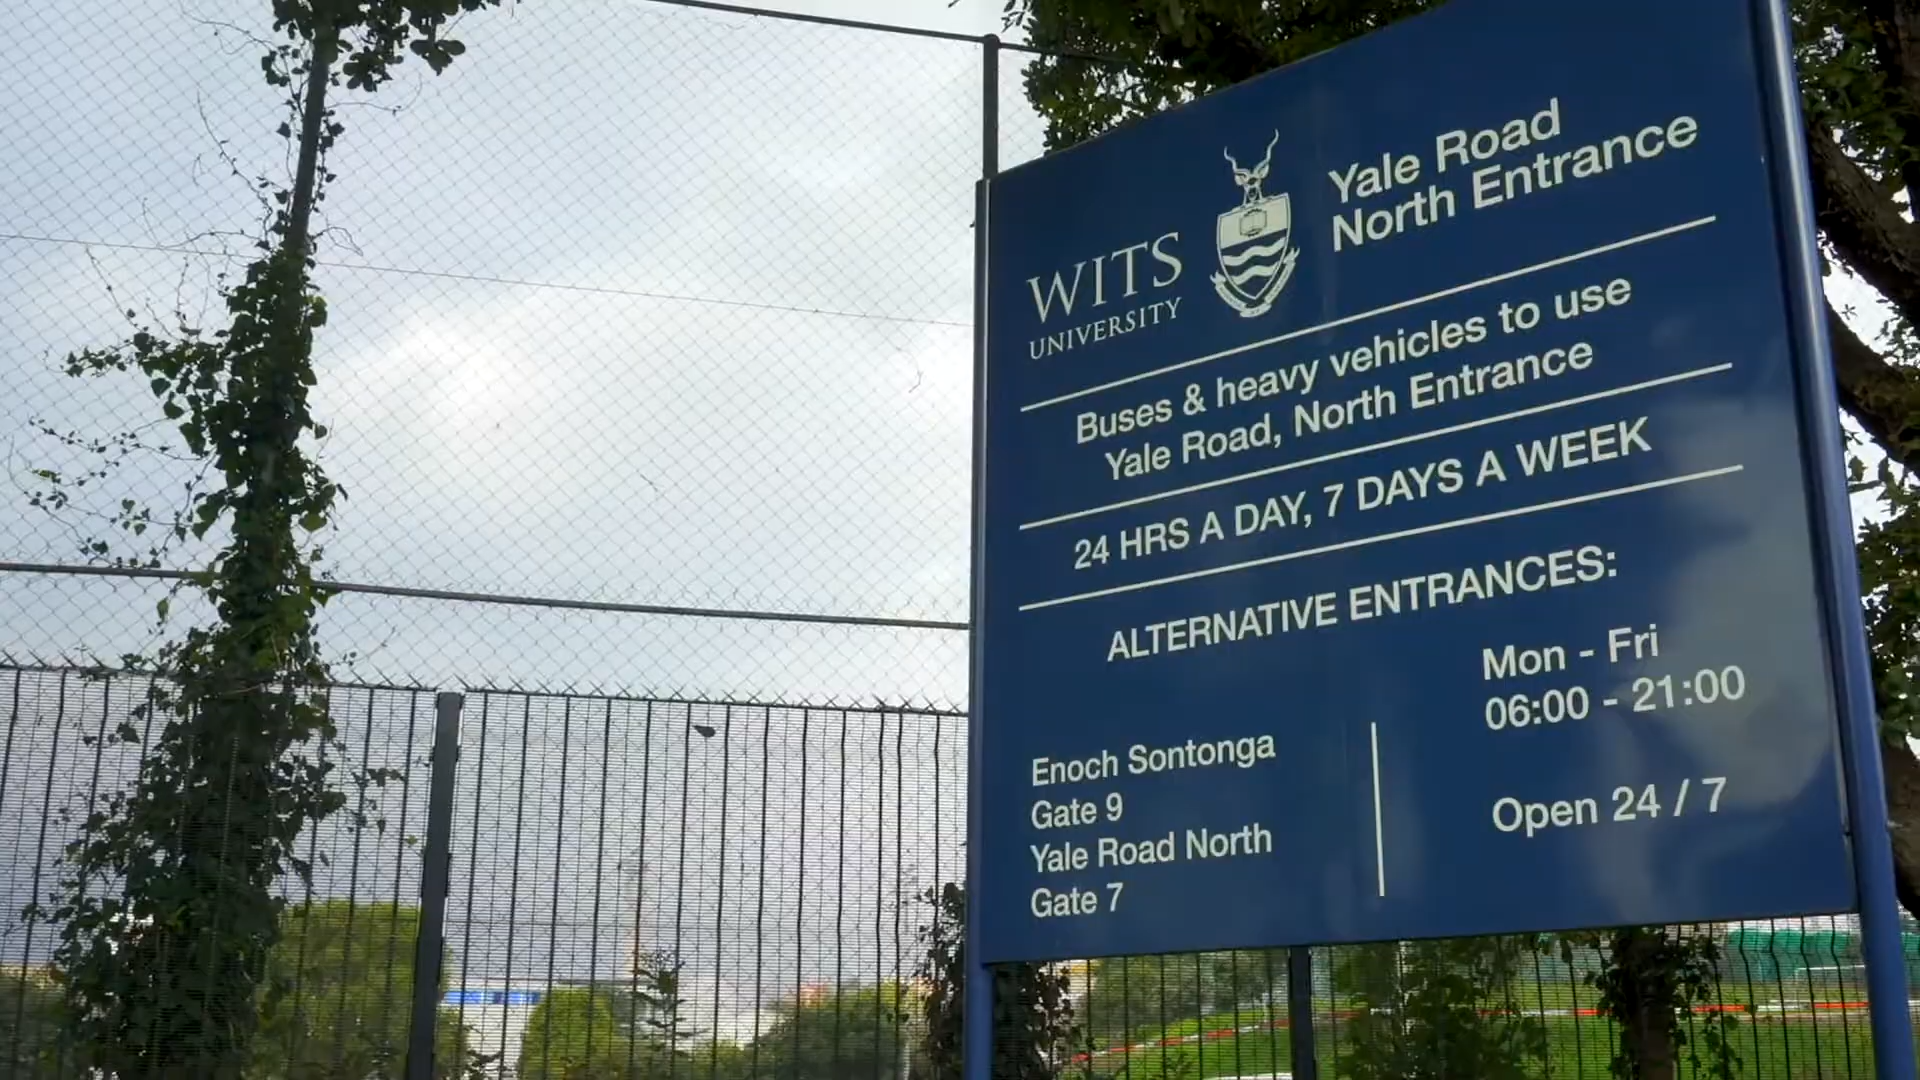 WITS
UNIVERSITY
Yale Road
North Entrance
Buses & heavy vehicles to use
Yale Road, North Entrance
24 HRS A DAY, 7 DAYS A WEEK
ALTERNATIVE ENTRANCES:
Enoch Sontonga
Gate 9
Yale Road North
Gate 7
Mon - Fri
06:00 - 21:00
Open 24 / 7